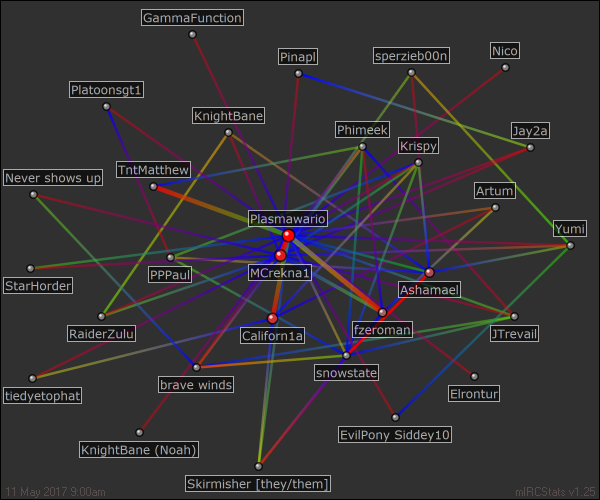 GammaFunction
Pinapl
sperzieb00n
Nico
Platoonsgt1
KnightBane
Phimeek
Krispy
Jay2a
TntMatthew
Never shows up
Artum
Plasmawario
Yumi
StarHorder
PPPaul
MCrekna1
Ashamael
RaiderZulu
Californ1a
fzeroman
JTrevail
tiedyetophat
brave winds
snowstate
Elrontur
KnightBane (Noah)
EvilPony Siddey10
Skirmisher [they/them]
11 May 2017 9:00am
mIRCStats v1.25